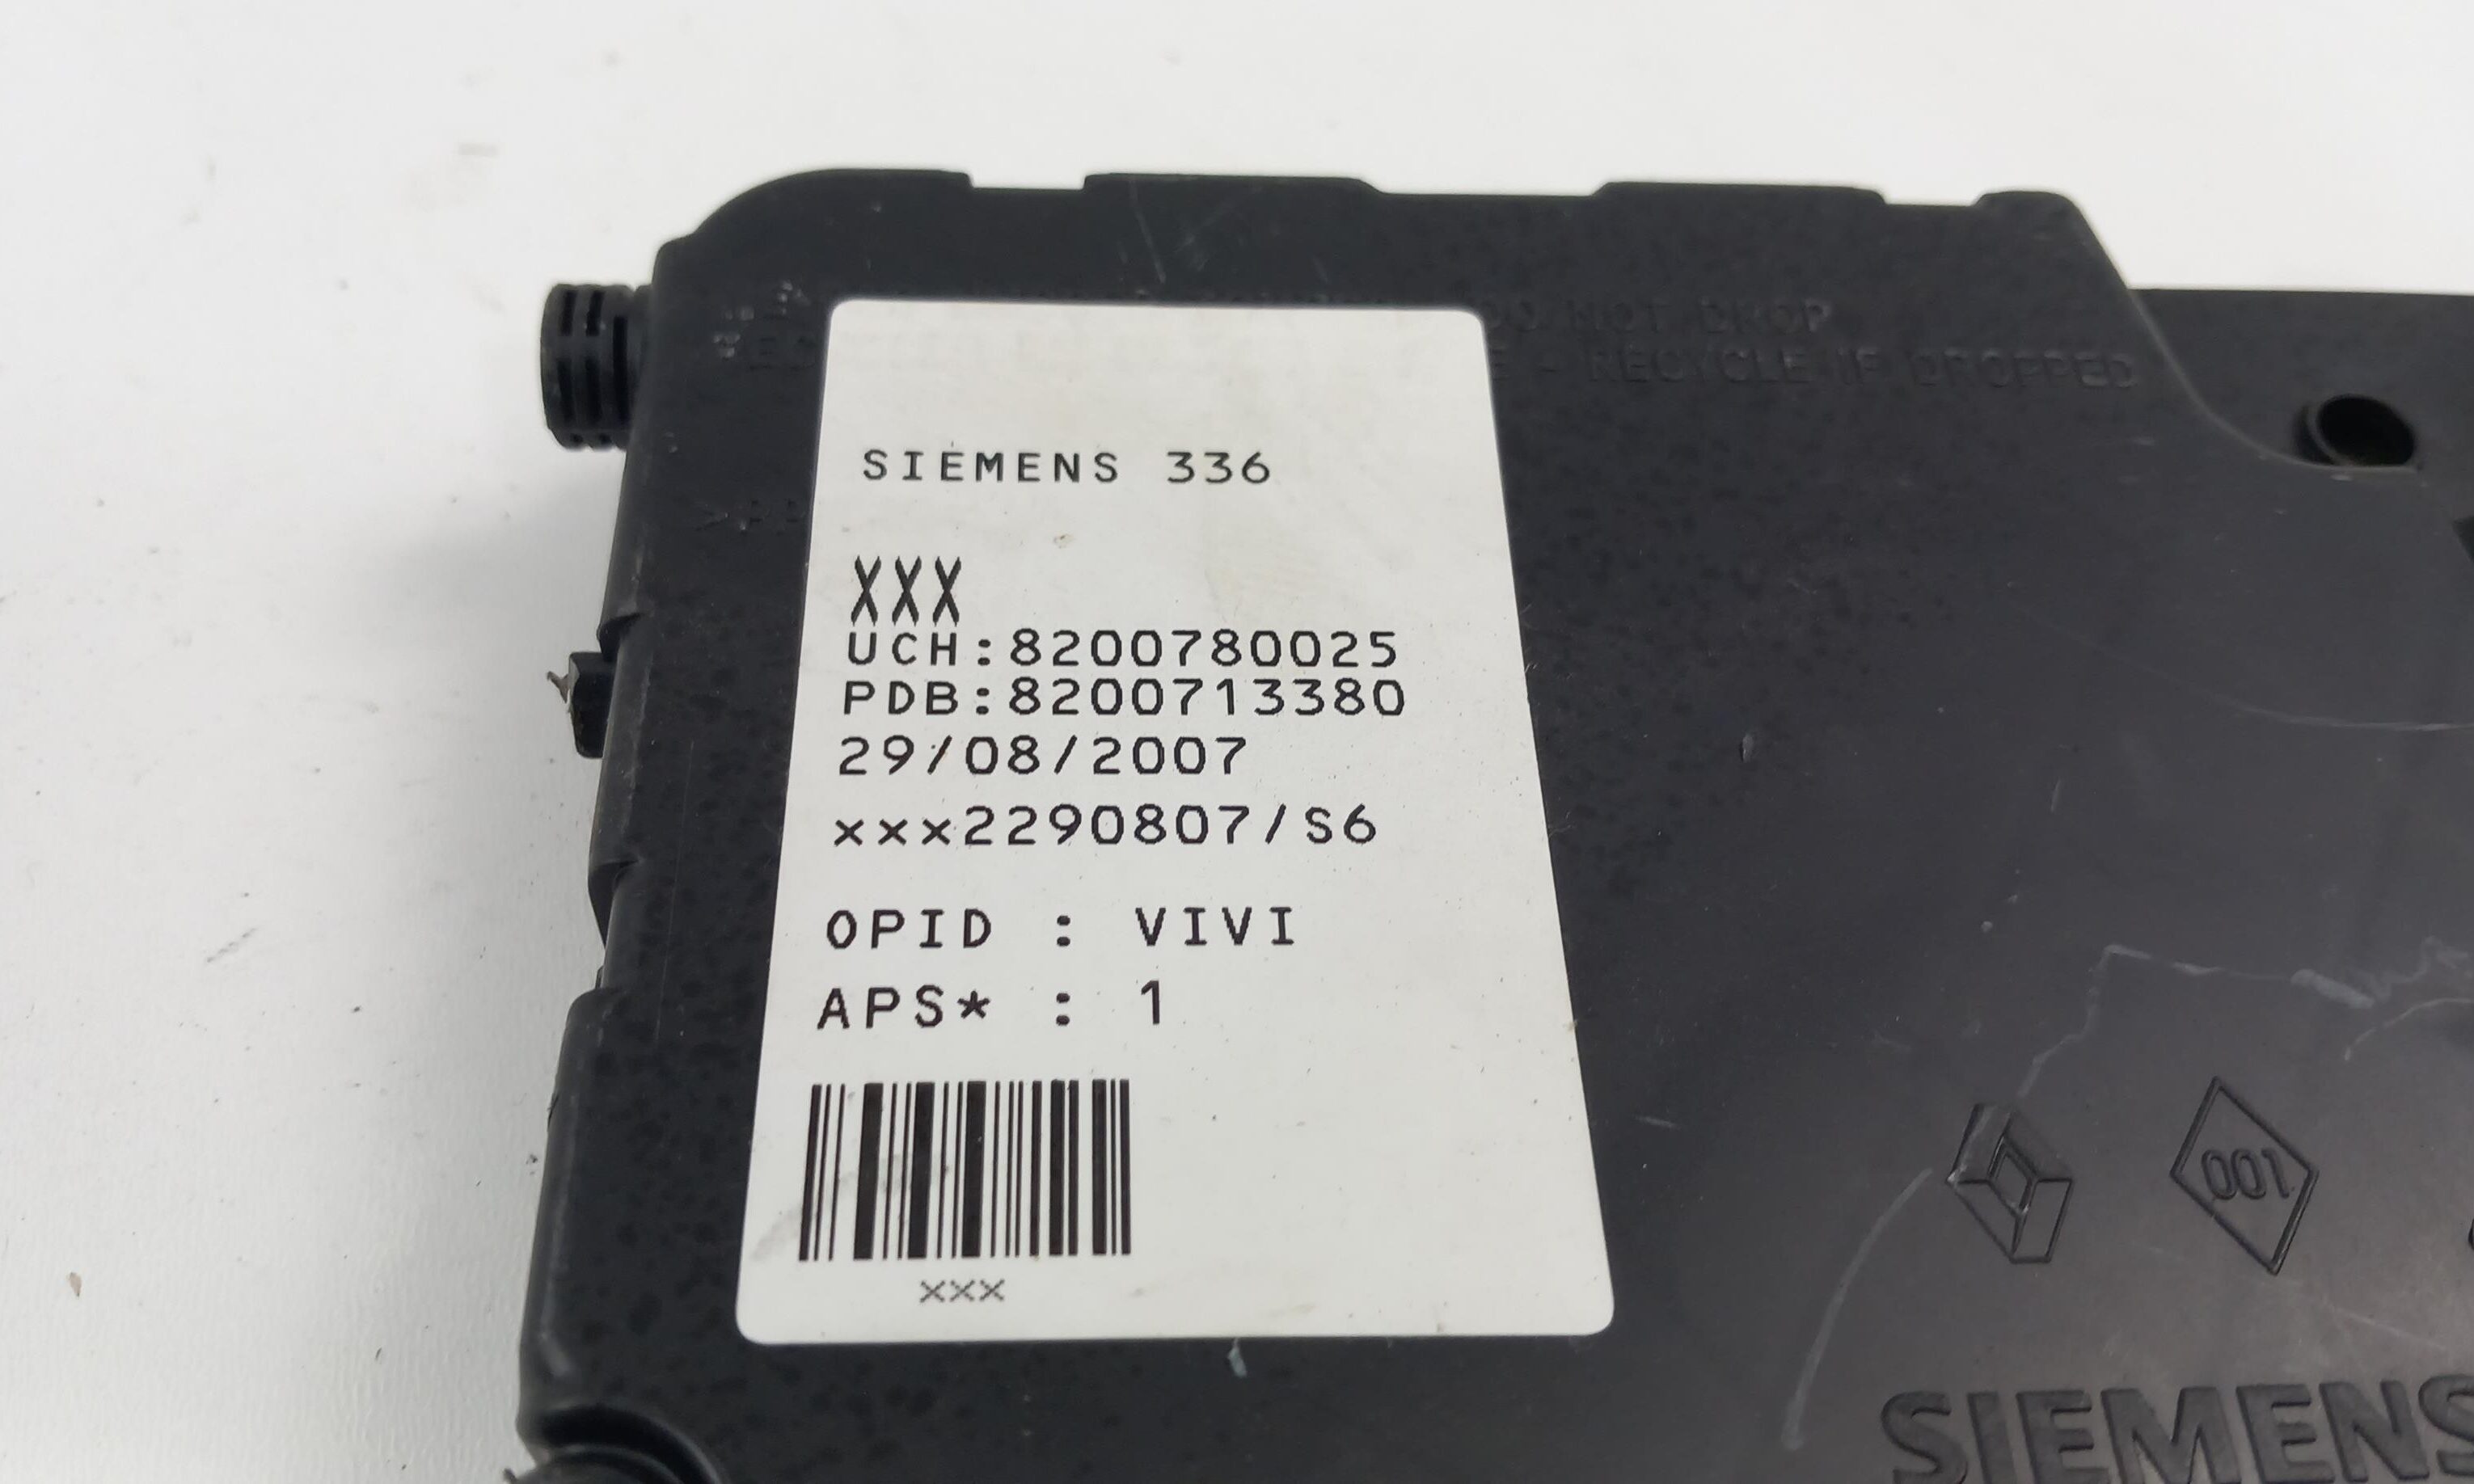 DO NOT DROP
- RECYCLE IF DROPPED
SIEMENS 336
XXX
UCH:8200780025
PDB:8200713380
29/08/2007
xxx2290807/S6
OPID : VIVI
APS* : 1
xxx
001
SIEMENS